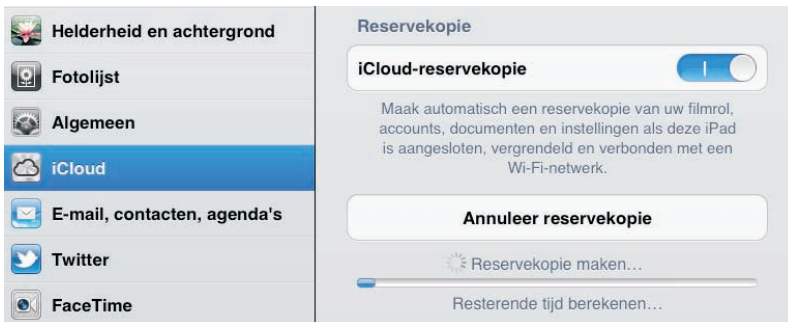 Helderheid en achtergrond
Fotolijst
Algemeen
iCloud
E-mail, contacten, agenda's
Twitter
FaceTime
Reservekopie
iCloud-reservekopie
Maak automatisch een reservekopie van uw filmrol,
accounts, documenten en instellingen als deze iPad
is aangesloten, vergrendeld en verbonden met een
Wi-Fi-netwerk.
Annuleer reservekopie
Reservekopie maken...
Resterende tijd berekenen...